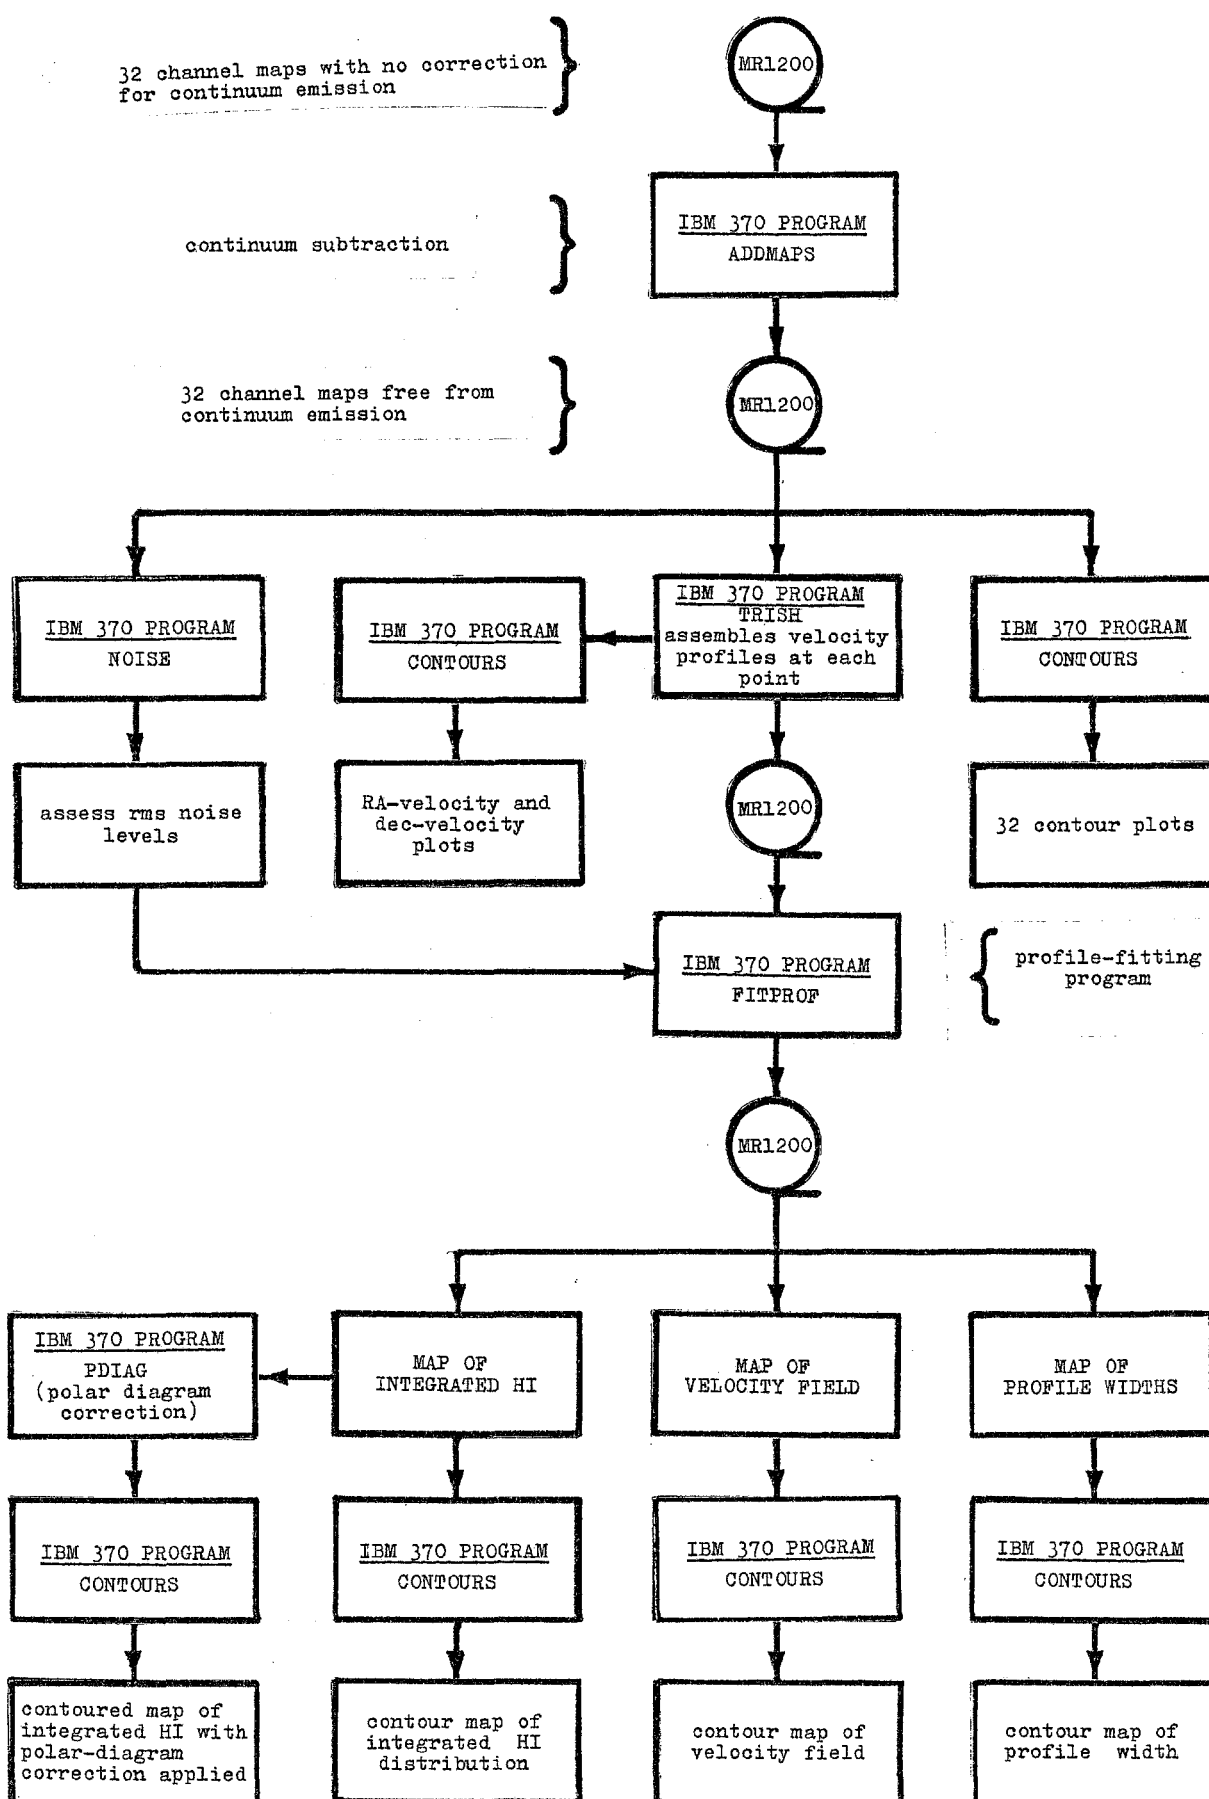 32 channel maps with no correction
for continuum emission
MR1200
continuum subtraction
IBM 370 PROGRAM
ADDMAPS
32 channel maps free from
continuum emission
MR1200
IBM 370 PROGRAM
NOISE
IBM 370 PROGRAM
CONTOURS
IBM 370 PROGRAM
TRISH
assembles velocity
profiles at each
point
IBM 370 PROGRAM
CONTOURS
assess rms noise
levels
RA-velocity and
dec-velocity
plots
MR1200
32 contour plots
IBM 370 PROGRAM
FITPROF
profile-fitting
program
MR1200
IBM 370 PROGRAM
PDIAG
(polar diagram
correction)
MAP OF
INTEGRATED HI
MAP OF
VELOCITY FIELD
MAP OF
PROFILE WIDTHS
IBM 370 PROGRAM
CONTOURS
IBM 370 PROGRAM
CONTOURS
IBM 370 PROGRAM
CONTOURS
IBM 370 PROGRAM
CONTOURS
contoured map of
integrated HI with
polar-diagram
correction applied
contour map of
integrated HI
distribution
contour map of
velocity field
contour map of
profile width